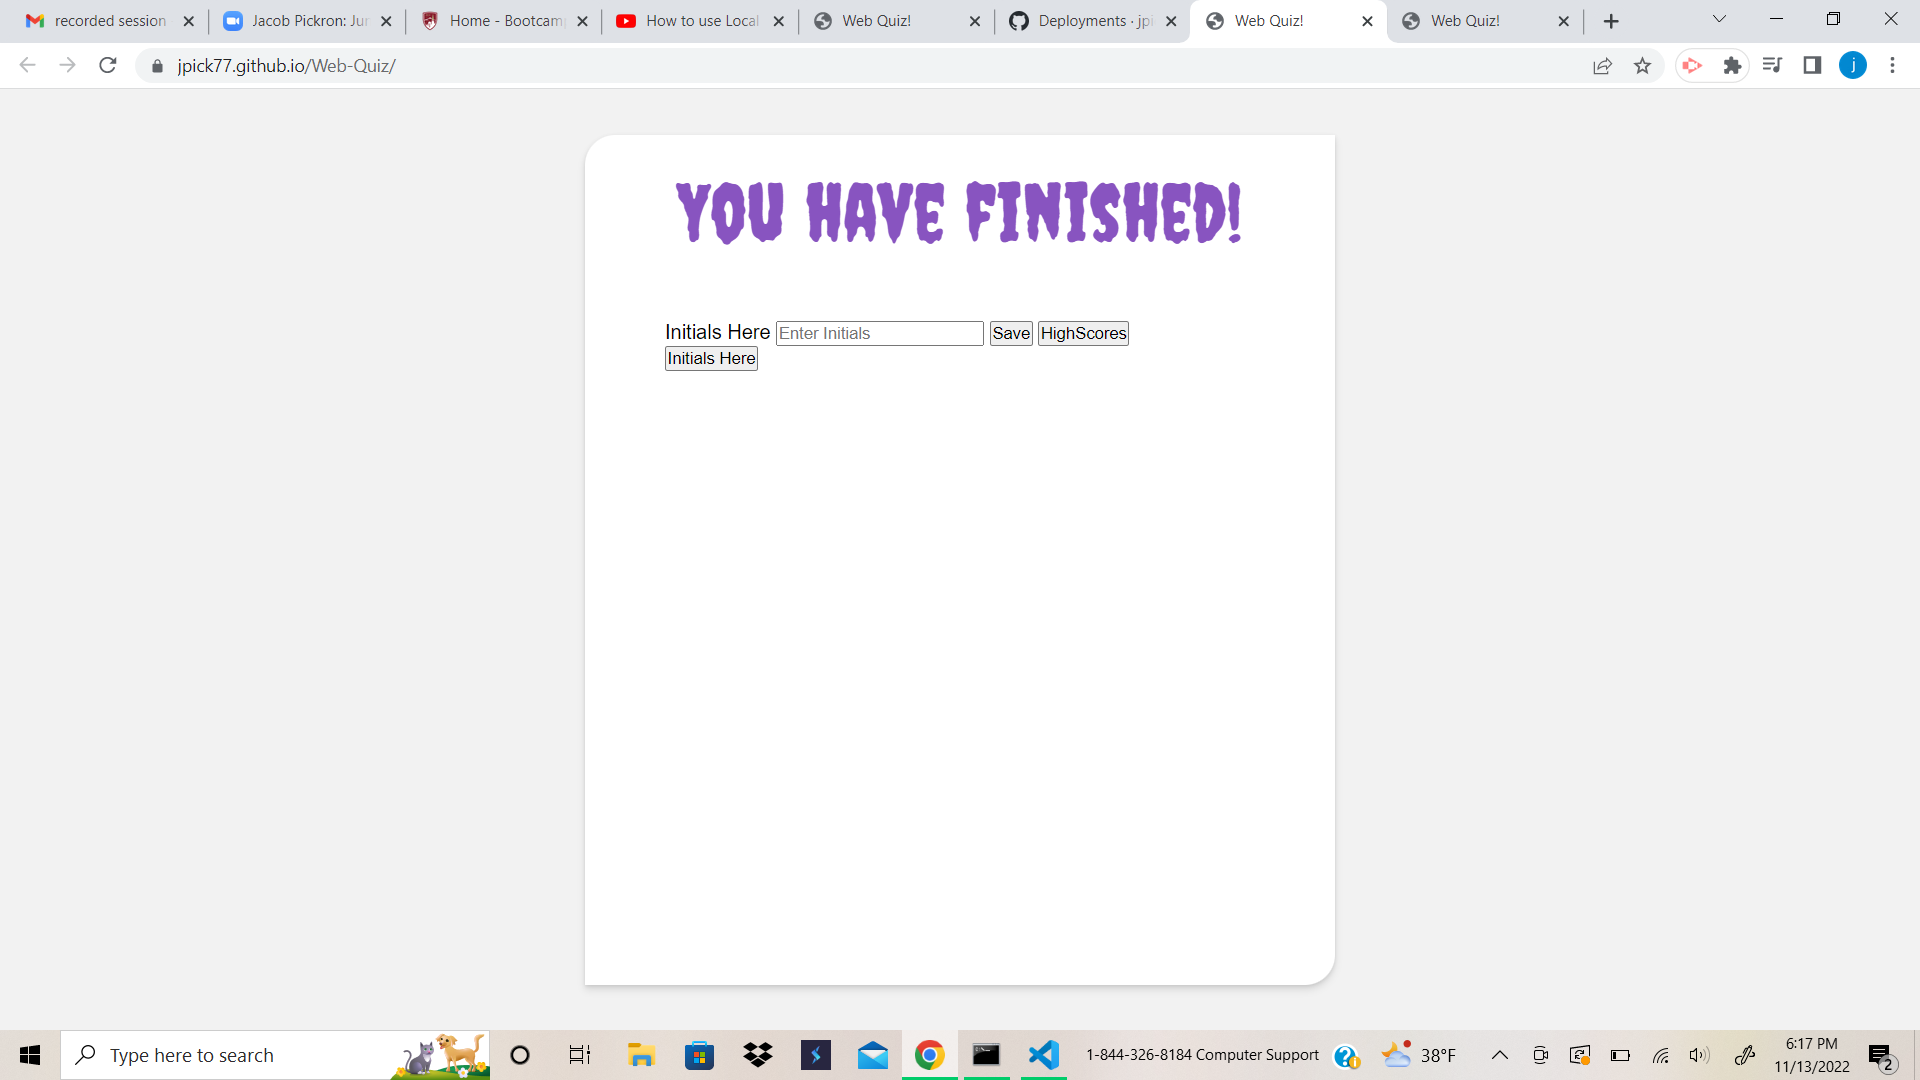 recorded session
Jacob Pickron: Jur
Home - Bootcam
How to use Local
Web Quiz!
Deployments · jpi
Web Quiz!
Web Quiz!
jpick77.github.io/Web-Quiz/
j
YOU HAVE FINISHED!
Initials Here Enter Initials Save HighScores
Initials Here
Type here to search
1-844-326-8184 Computer Support
38°F
6:17 PM
11/13/2022
2